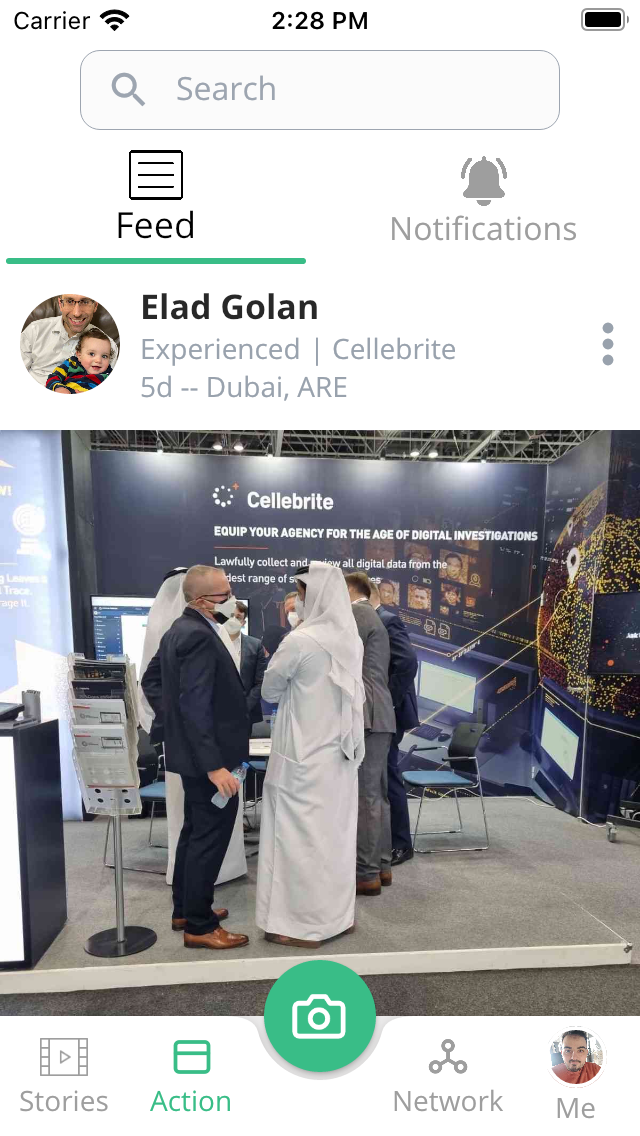 Carrier
2:28 PM
Search
Feed
Notifications
Elad Golan
Experienced | Cellebrite
5d -- Dubai, ARE
Cellebrite
EQUIP YOUR AGENCY FOR THE AGE OF DIGITAL INVESTIGATIONS
Lawfully collect and all digital data from the
range of
Stories
Action
Network
Me